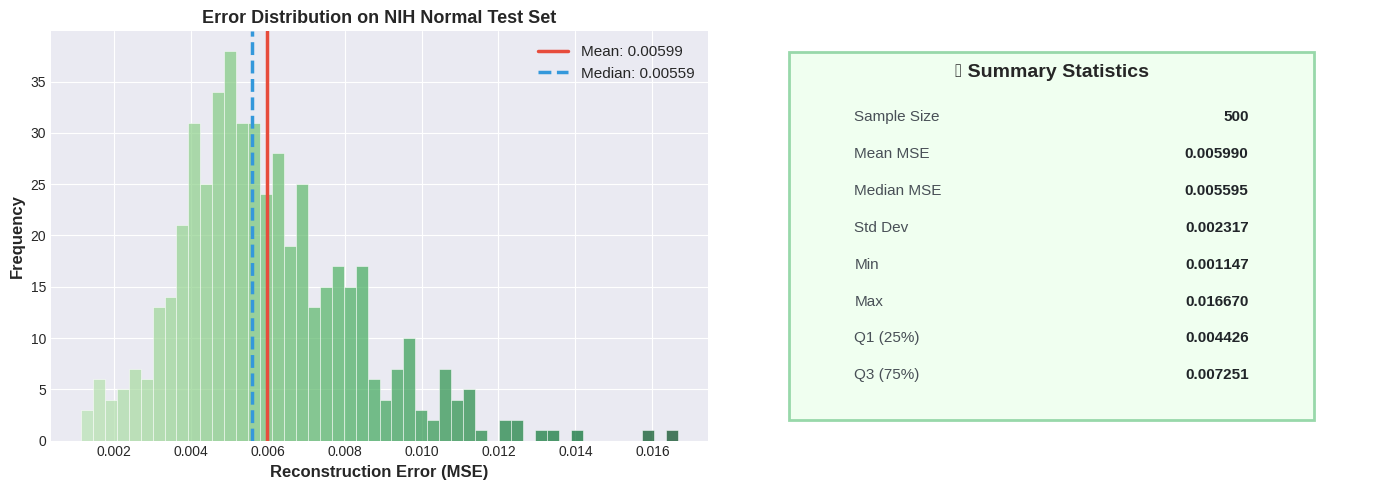 Error Distribution on NIH Normal Test Set
Mean: 0.00599
Median: 0.00559
Frequency
35
30
25
20
15
10
5
0
0.002 0.004 0.006 0.008 0.010 0.012 0.014 0.016
Reconstruction Error (MSE)
Summary Statistics
Sample Size 500
Mean MSE 0.005990
Median MSE 0.005595
Std Dev 0.002317
Min 0.001147
Max 0.016670
Q1 (25%) 0.004426
Q3 (75%) 0.007251